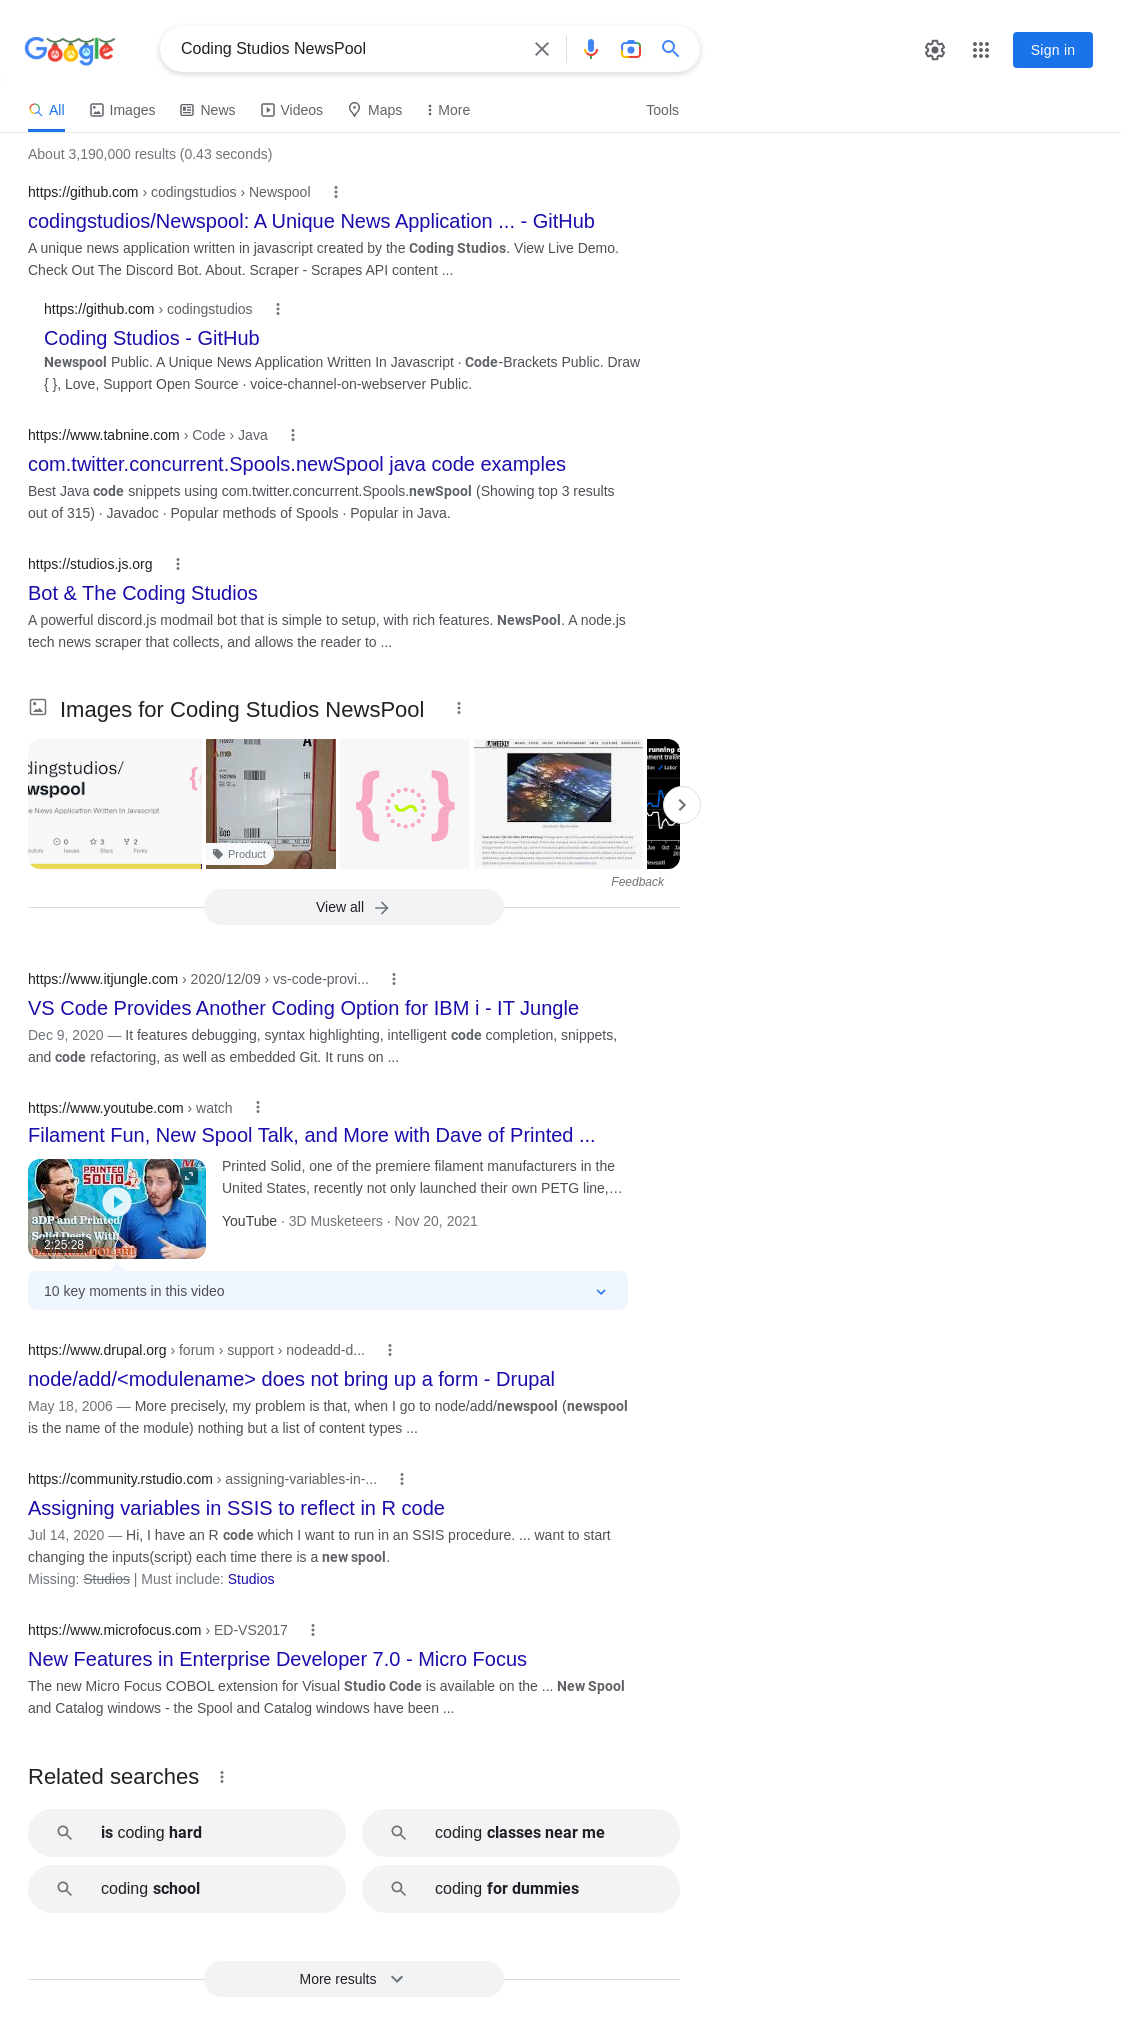 Google
Coding Studios NewsPool
Sign in
All
Images
News
Videos
Maps
More
Tools
About 3,190,000 results (0.43 seconds)
https://github.com › codingstudios › Newspool
codingstudios/Newspool: A Unique News Application ... - GitHub
A unique news application written in javascript created by the Coding Studios. View Live Demo.
Check Out The Discord Bot. About. Scraper - Scrapes API content ...
https://github.com › codingstudios
Coding Studios - GitHub
Newspool Public. A Unique News Application Written In Javascript · Code-Brackets Public. Draw
{ }, Love, Support Open Source · voice-channel-on-webserver Public.
https://www.tabnine.com › Code › Java
com.twitter.concurrent.Spools.newSpool java code examples
Best Java code snippets using com.twitter.concurrent.Spools.newSpool (Showing top 3 results
out of 315) · Javadoc · Popular methods of Spools · Popular in Java.
https://studios.js.org
Bot & The Coding Studios
A powerful discord.js modmail bot that is simple to setup, with rich features. NewsPool. A node.js
tech news scraper that collects, and allows the reader to ...
Images for Coding Studios NewsPool
dingstudios/
wspool
e News Application Written In Javascript
0
3
2
Issues
Stars
Forks
Product
Feedback
View all
https://www.itjungle.com › 2020/12/09 › vs-code-provi...
VS Code Provides Another Coding Option for IBM i - IT Jungle
Dec 9, 2020 — It features debugging, syntax highlighting, intelligent code completion, snippets,
and code refactoring, as well as embedded Git. It runs on ...
https://www.youtube.com › watch
Filament Fun, New Spool Talk, and More with Dave of Printed ...
PRINTED
SOLID
3DP and Printed
Solid Deets With
2:25:28
Printed Solid, one of the premiere filament manufacturers in the
United States, recently not only launched their own PETG line,...
YouTube · 3D Musketeers · Nov 20, 2021
10 key moments in this video
https://www.drupal.org › forum › support › nodeadd-d...
node/add/<modulename> does not bring up a form - Drupal
May 18, 2006 — More precisely, my problem is that, when I go to node/add/newspool (newspool
is the name of the module) nothing but a list of content types ...
https://community.rstudio.com › assigning-variables-in-...
Assigning variables in SSIS to reflect in R code
Jul 14, 2020 — Hi, I have an R code which I want to run in an SSIS procedure. ... want to start
changing the inputs(script) each time there is a new spool.
Missing: Studios | Must include: Studios
https://www.microfocus.com › ED-VS2017
New Features in Enterprise Developer 7.0 - Micro Focus
The new Micro Focus COBOL extension for Visual Studio Code is available on the ... New Spool
and Catalog windows - the Spool and Catalog windows have been ...
Related searches
is coding hard
coding classes near me
coding school
coding for dummies
More results